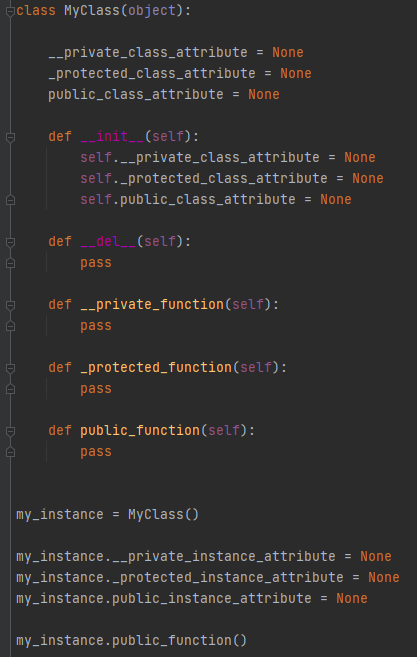 class MyClass(object):
__private_class_attribute = None
_protected_class_attribute = None
public_class_attribute = None
def __init__(self):
self.__private_class_attribute = None
self._protected_class_attribute = None
self.public_class_attribute = None
def __del__(self):
pass
def __private_function(self):
pass
def _protected_function(self):
pass
def public_function(self):
pass
my_instance = MyClass()
my_instance.__private_instance_attribute = None
my_instance._protected_instance_attribute = None
my_instance.public_instance_attribute = None
my_instance.public_function()